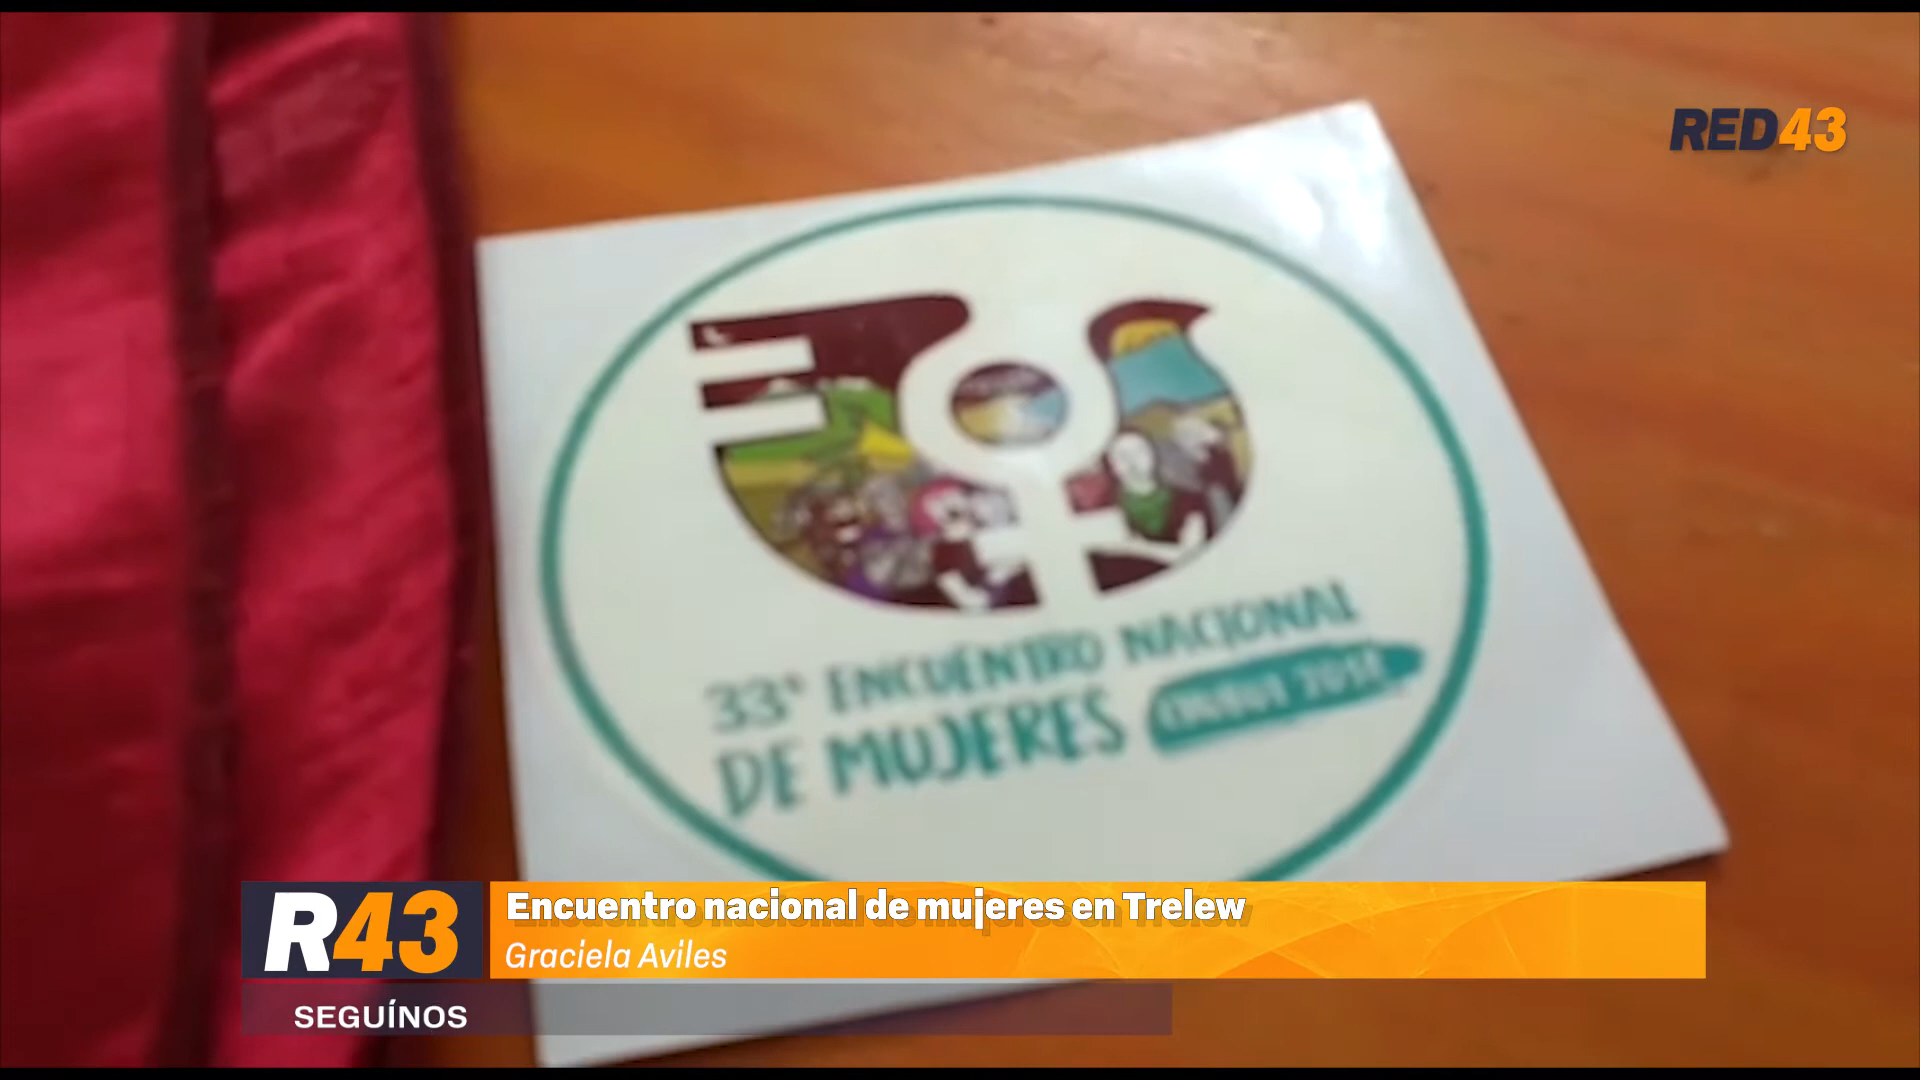 RED43
33° ENCUENTRO NACIONAL
DE MUJERES
R43
Encuentro nacional de mujeres en Trelew
Graciela Aviles
SEGUÍNOS